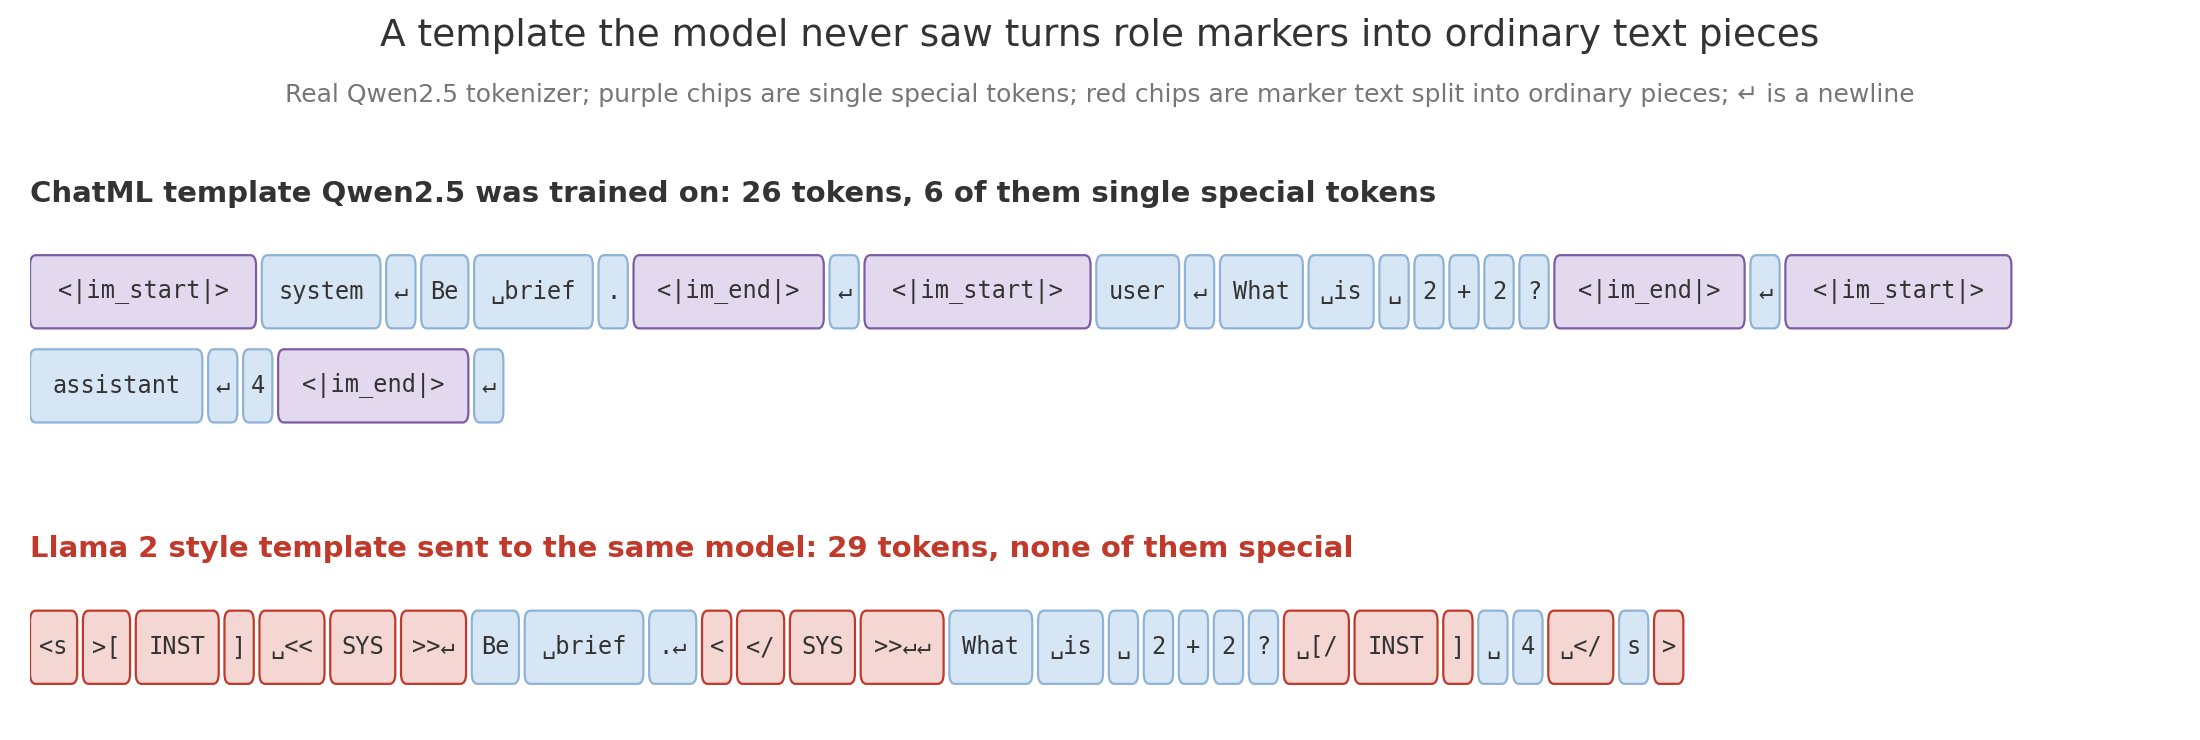 A template the model never saw turns role markers into ordinary text pieces
Real Qwen2.5 tokenizer; purple chips are single special tokens; red chips are marker text split into ordinary pieces; ↵ is a newline
ChatML template Qwen2.5 was trained on: 26 tokens, 6 of them single special tokens
<|im_start|> system ↵ Be ␣brief . <|im_end|> ↵ <|im_start|> user ↵ What ␣is ␣ 2 + 2 ? <|im_end|> ↵ <|im_start|>
assistant ↵ 4 <|im_end|> ↵
Llama 2 style template sent to the same model: 29 tokens, none of them special
<s >[ INST ] ␣<< SYS >>↵ Be ␣brief .↵ < </ SYS >>↵↵ What ␣is ␣ 2 + 2 ? ␣[/ INST ] ␣ 4 ␣</ s >